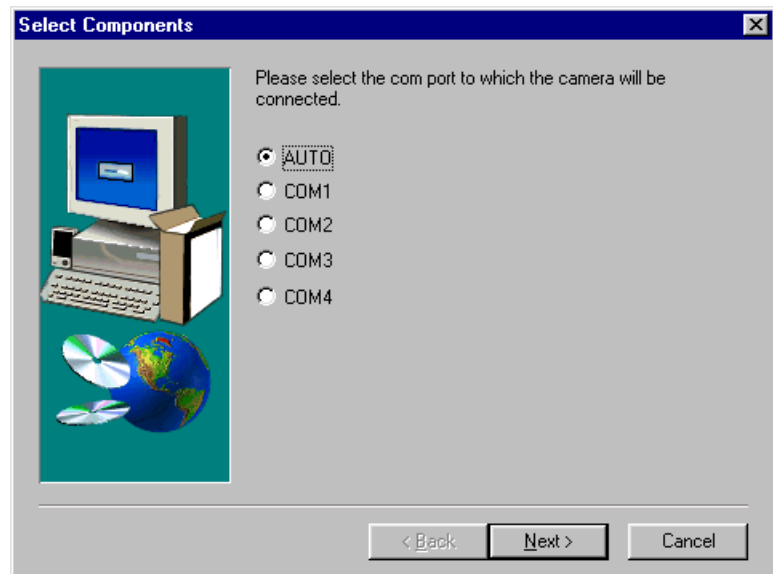 Select Components
Please select the com port to which the camera will be
connected.
AUTO
COM1
COM2
COM3
COM4
< Back
Next >
Cancel